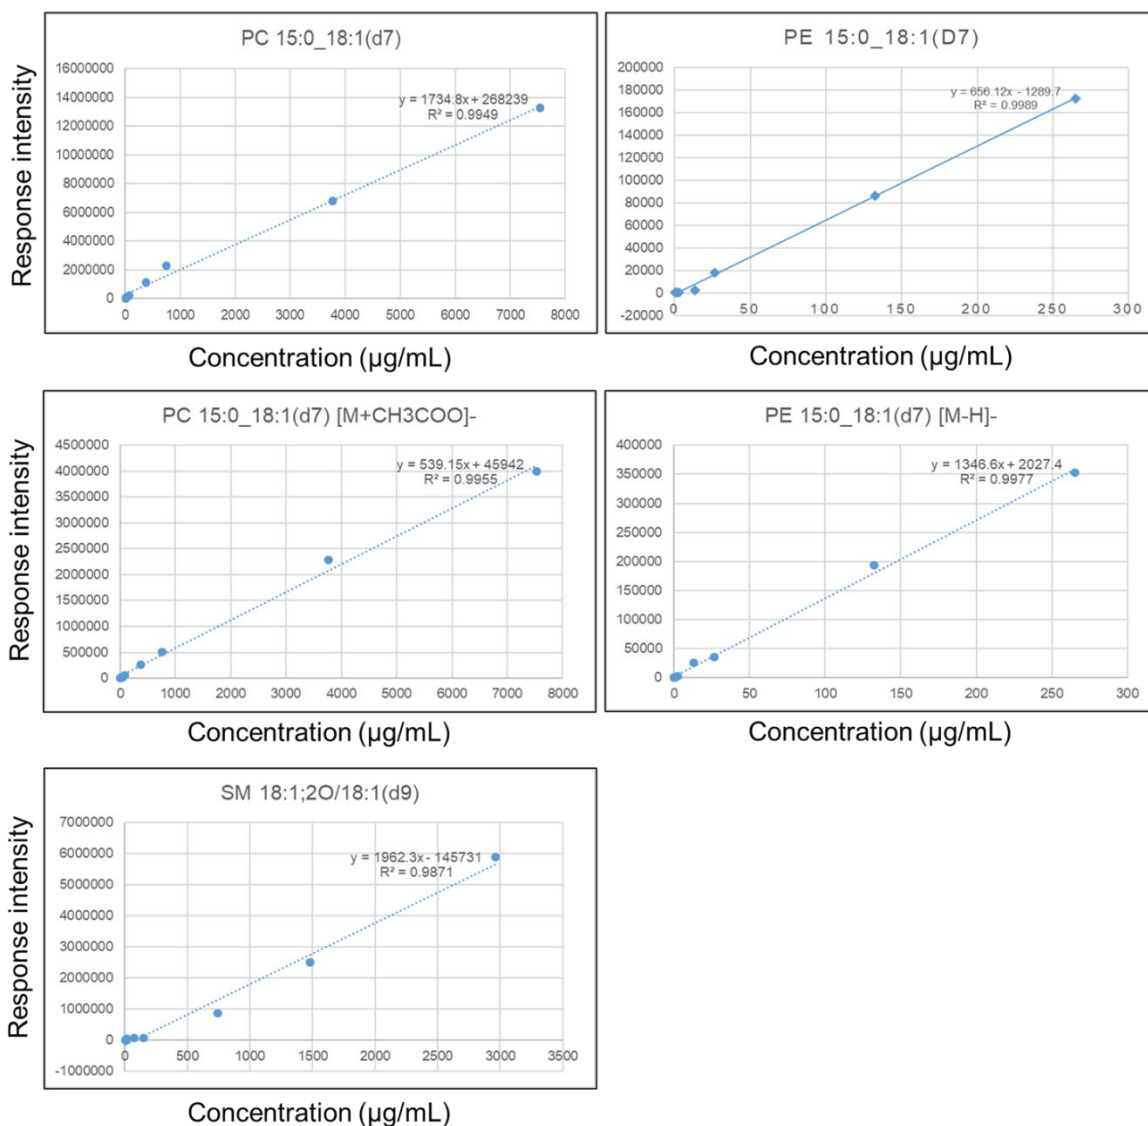 PC 15:0_18:1(d7)
Response intensity
16000000
14000000
12000000
10000000
8000000
6000000
4000000
2000000
0
y = 1734.8x + 268239
R² = 0.9949
0 1000 2000 3000 4000 5000 6000 7000 8000
Concentration (µg/mL)
PE 15:0_18:1(D7)
200000
180000
160000
140000
120000
100000
80000
60000
40000
20000
0
-20000
y = 656.12x - 1289.7
R² = 0.9989
0 50 100 150 200 250 300
Concentration (µg/mL)
PC 15:0_18:1(d7) [M+CH3COO]-
Response intensity
4500000
4000000
3500000
3000000
2500000
2000000
1500000
1000000
500000
0
y = 539.15x + 45942
R² = 0.9955
0 1000 2000 3000 4000 5000 6000 7000 8000
Concentration (µg/mL)
PE 15:0_18:1(d7) [M-H]-
400000
350000
300000
250000
200000
150000
100000
50000
0
y = 1346.6x + 2027.4
R² = 0.9977
0 50 100 150 200 250 300
Concentration (µg/mL)
SM 18:1;2O/18:1(d9)
Response intensity
7000000
6000000
5000000
4000000
3000000
2000000
1000000
0
-1000000
y = 1962.3x - 145731
R² = 0.9871
0 500 1000 1500 2000 2500 3000 3500
Concentration (µg/mL)